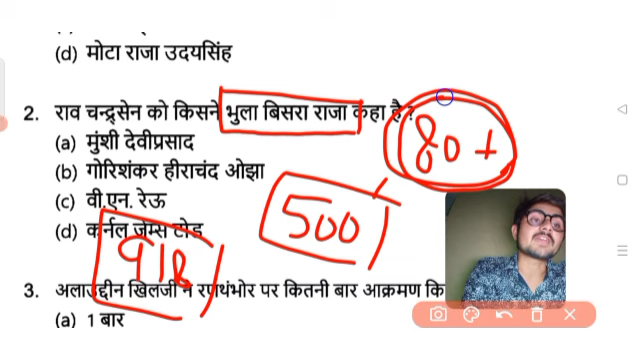 (d) मोटा राजा उदयसिंह
2. राव चन्द्रसेन को किसने भुला बिसरा राजा कहा है ?
(a) मुंशी देवीप्रसाद
80+
(b) गोरिशंकर हीराचंद ओझा
(c) वी.एन. रेऊ
500
(d) कर्नल जेम्स टोड
918
3. अलाउद्दीन खिलजी ने रणथंभोर पर कितनी बार आक्रमण कि
(a) 1 बार